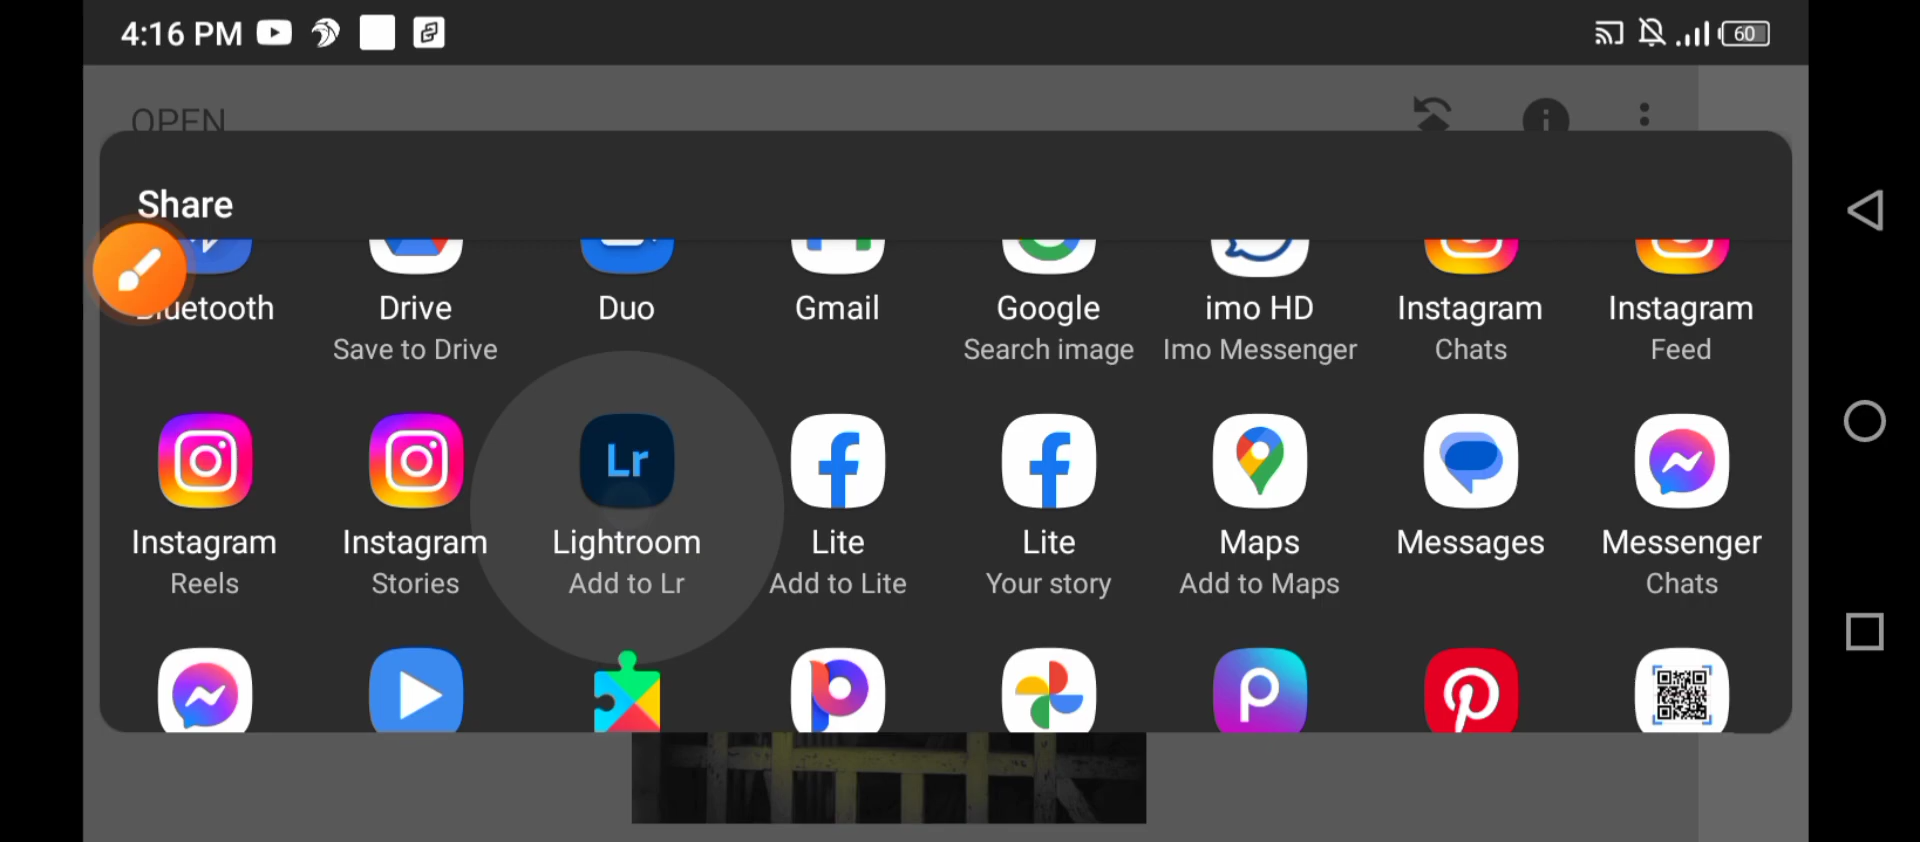 4:16 PM
60
OPEN
Share
Bluetooth
Drive
Duo
Gmail
Google
imo HD
Instagram
Instagram
Save to Drive
Search image
Imo Messenger
Chats
Feed
Lr
Instagram
Instagram
Lightroom
Lite
Lite
Maps
Messages
Messenger
Reels
Stories
Add to Lr
Add to Lite
Your story
Add to Maps
Chats